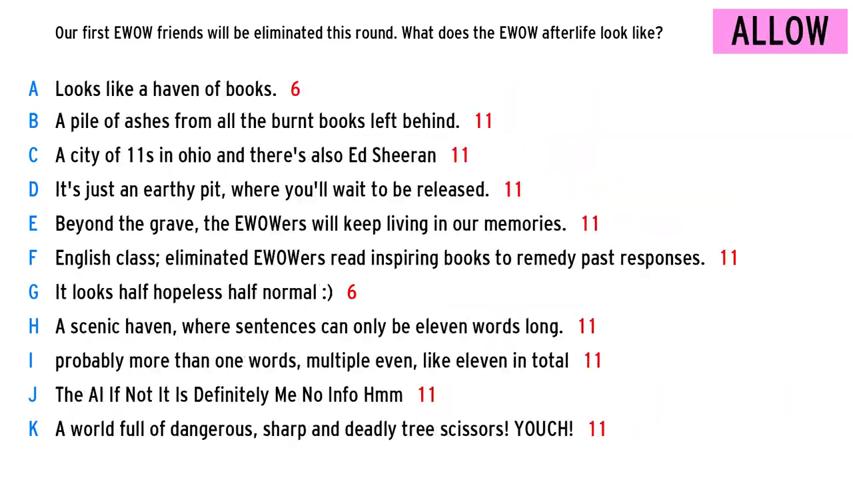 Our first EWOW friends will be eliminated this round. What does the EWOW afterlife look like?
ALLOW
A Looks like a haven of books. 6
B A pile of ashes from all the burnt books left behind. 11
C A city of 11s in ohio and there's also Ed Sheeran 11
D It's just an earthy pit, where you'll wait to be released. 11
E Beyond the grave, the EWOWers will keep living in our memories. 11
F English class; eliminated EWOWers read inspiring books to remedy past responses. 11
G It looks half hopeless half normal :) 6
H A scenic haven, where sentences can only be eleven words long. 11
I probably more than one words, multiple even, like eleven in total 11
J The AI If Not It Is Definitely Me No Info Hmm 11
K A world full of dangerous, sharp and deadly tree scissors! YOUCH! 11